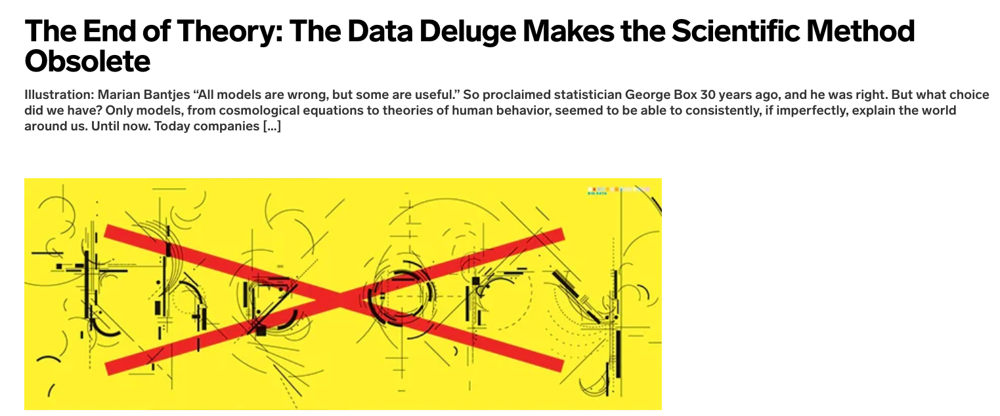 The End of Theory: The Data Deluge Makes the Scientific Method
Obsolete
Illustration: Marian Bantjes “All models are wrong, but some are useful.” So proclaimed statistician George Box 30 years ago, and he was right. But what choice
did we have? Only models, from cosmological equations to theories of human behavior, seemed to be able to consistently, if imperfectly, explain the world
around us. Until now. Today companies [...]
BIG DATA
theory